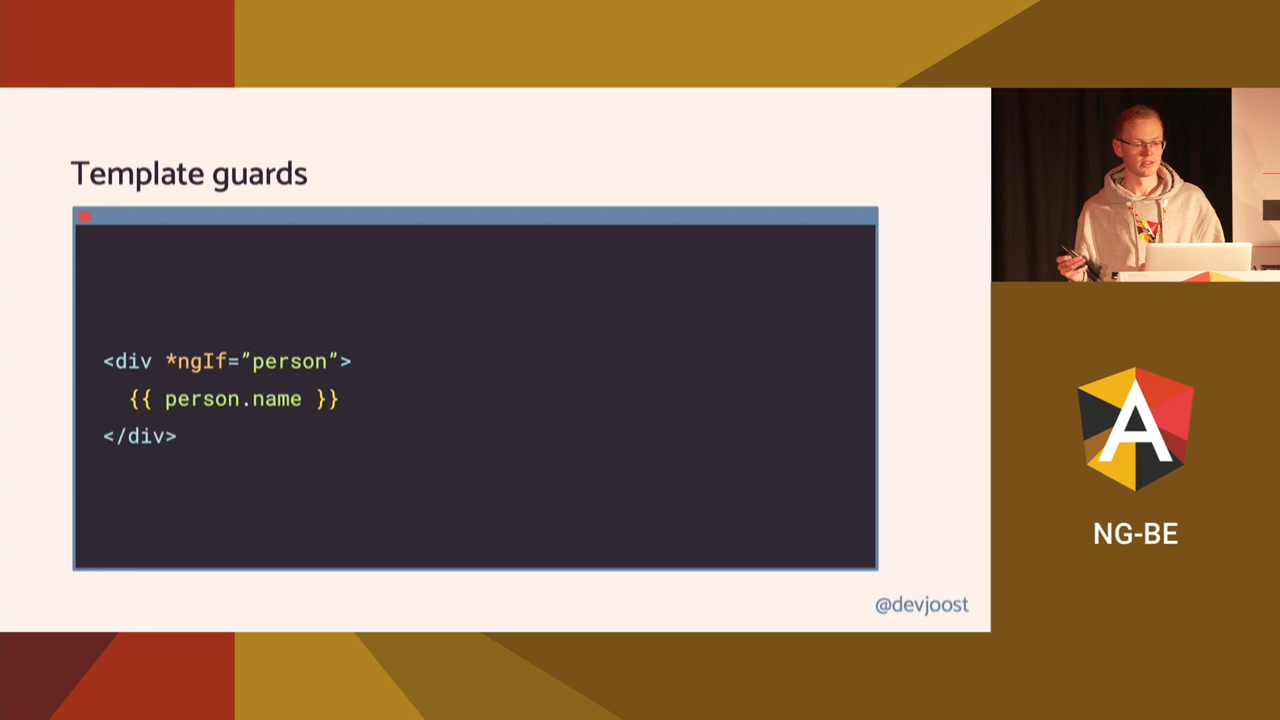 Template guards
<div *ngIf=”person”>
{{ person.name }}
</div>
@devjoost
A
NG-BE